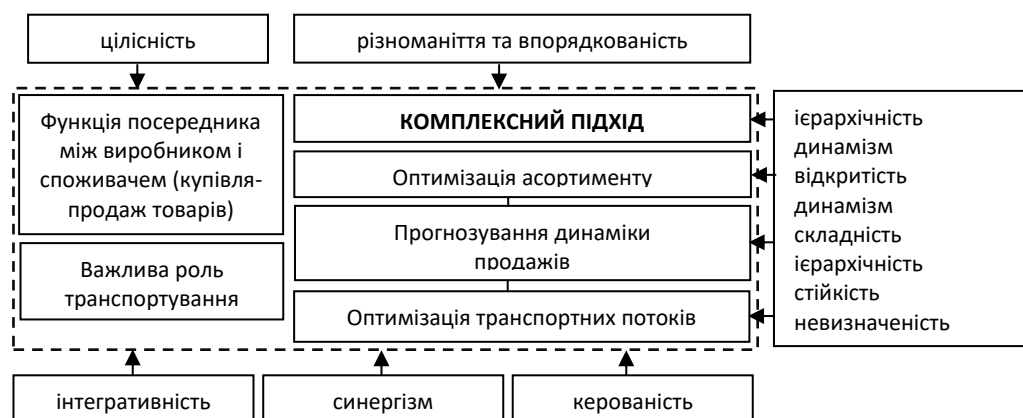 цілісність
різноманіття та впорядкованість
Функція посередника
між виробником і
споживачем (купівля-
продаж товарів)
Важлива роль
транспортування
КОМПЛЕКСНИЙ ПІДХІД
Оптимізація асортименту
Прогнозування динаміки
продажів
Оптимізація транспортних потоків
ієрархічність
динамізм
відкритість
динамізм
складність
ієрархічність
стійкість
невизначеність
інтегративність
синергізм
керованість